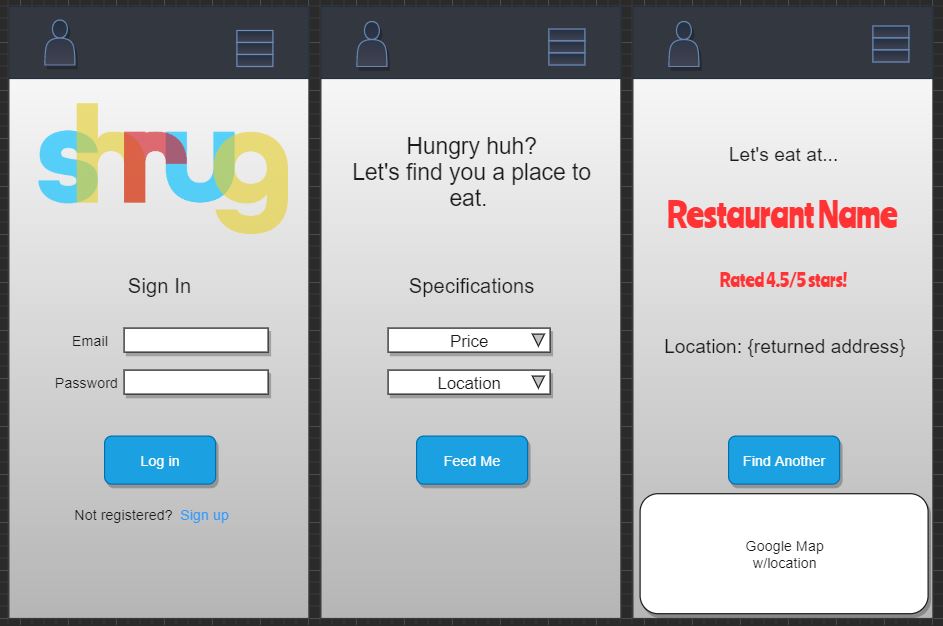 shrug
Sign In
Email
Password
Log in
Not registered? Sign up
Hungry huh?
Let's find you a place to
eat.
Specifications
Price
Location
Feed Me
Let's eat at...
Restaurant Name
Rated 4.5/5 stars!
Location: {returned address}
Find Another
Google Map
w/location